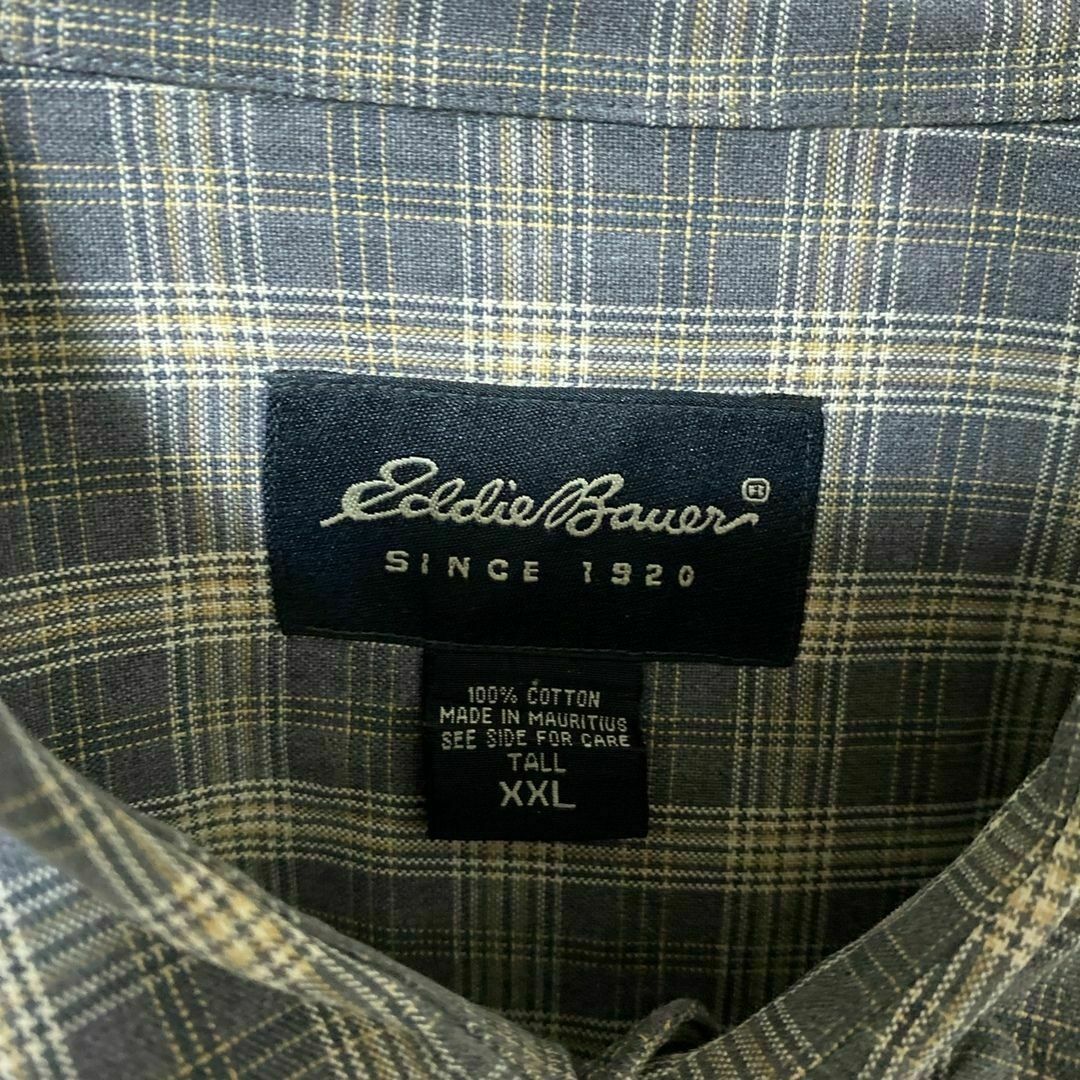 Eddie Bauer ®
SINCE 1920
100% COTTON
MADE IN MAURITIUS
SEE SIDE FOR CARE
TALL
XXL